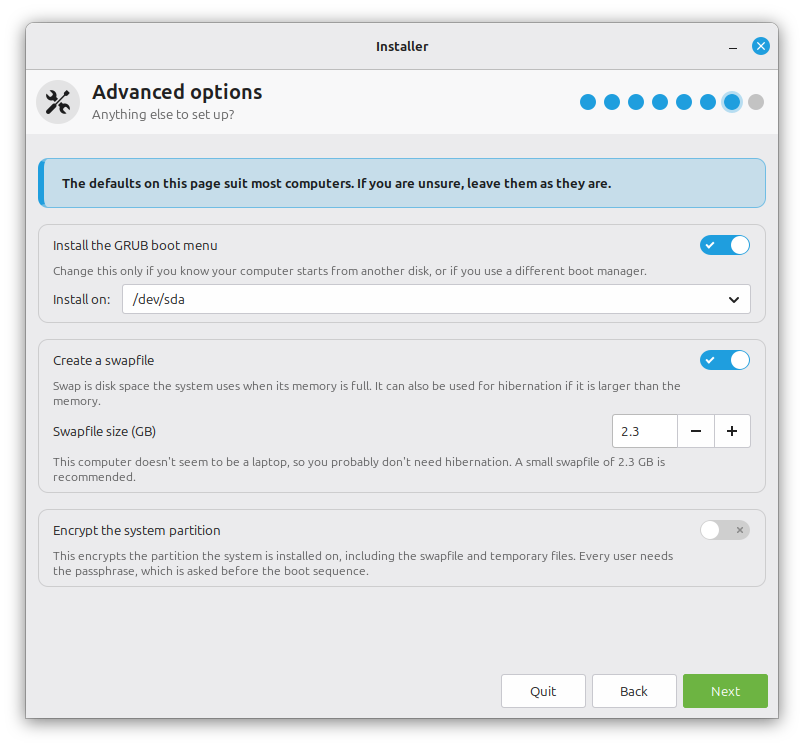 Installer
Advanced options
Anything else to set up?
The defaults on this page suit most computers. If you are unsure, leave them as they are.
Install the GRUB boot menu
Change this only if you know your computer starts from another disk, or if you use a different boot manager.
Install on: /dev/sda
Create a swapfile
Swap is disk space the system uses when its memory is full. It can also be used for hibernation if it is larger than the
memory.
Swapfile size (GB) 2.3
This computer doesn't seem to be a laptop, so you probably don't need hibernation. A small swapfile of 2.3 GB is
recommended.
Encrypt the system partition
This encrypts the partition the system is installed on, including the swapfile and temporary files. Every user needs
the passphrase, which is asked before the boot sequence.
Quit Back Next